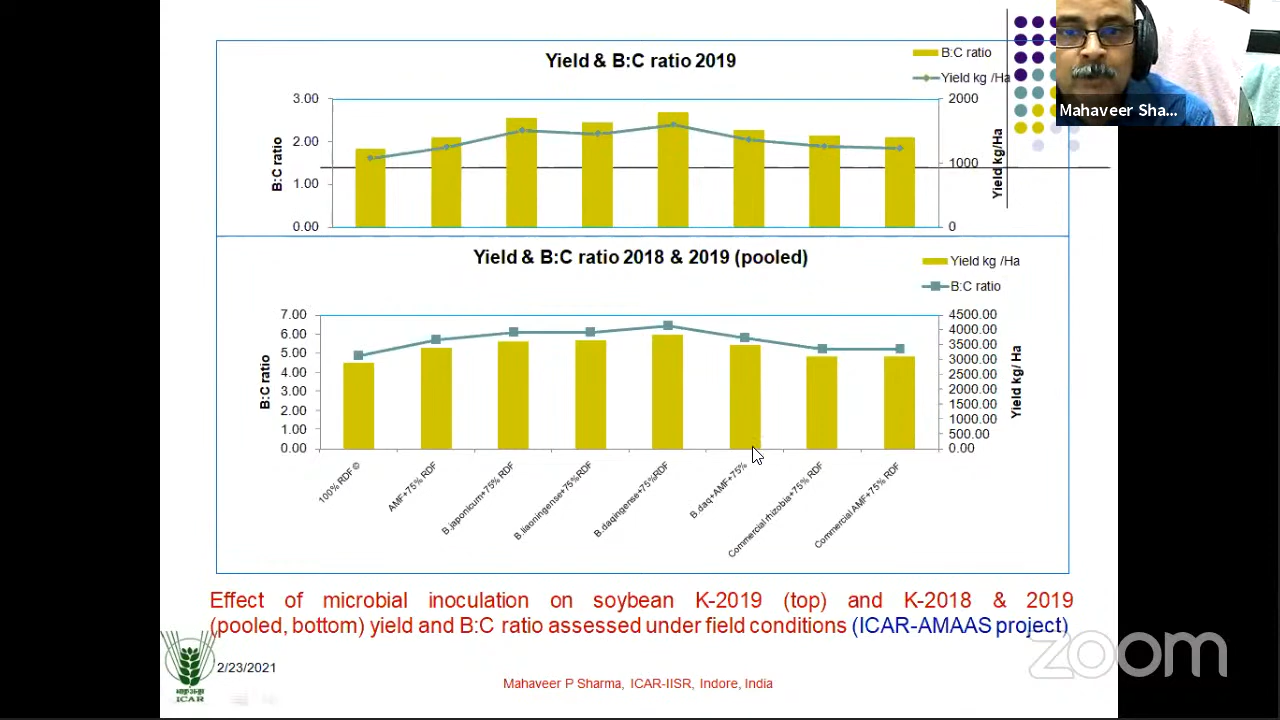 Yield & B:C ratio 2019
B:C ratio
Yield kg /Ha
3.00
2.00
1.00
0.00
B:C ratio
2000
1000
0
Yield kg/Ha
Mahaveer Sha...
Yield & B:C ratio 2018 & 2019 (pooled)
Yield kg /Ha
B:C ratio
7.00
6.00
5.00
4.00
3.00
2.00
1.00
0.00
B:C ratio
4500.00
4000.00
3500.00
3000.00
2500.00
2000.00
1500.00
1000.00
500.00
0.00
Yield kg/ Ha
100% RDF ©
AMF+75% RDF
B.japonicum+75% RDF
B.liaoningense+75%RDF
B.daqingense+75%RDF
B.daq+AMF+75%
Commercial rhizobia+75% RDF
Commercial AMF+75% RDF
Effect of microbial inoculation on soybean K-2019 (top) and K-2018 & 2019
(pooled, bottom) yield and B:C ratio assessed under field conditions (ICAR-AMAAS project)
zoom
2/23/2021
Mahaveer P Sharma, ICAR-IISR, Indore, India
ICAR